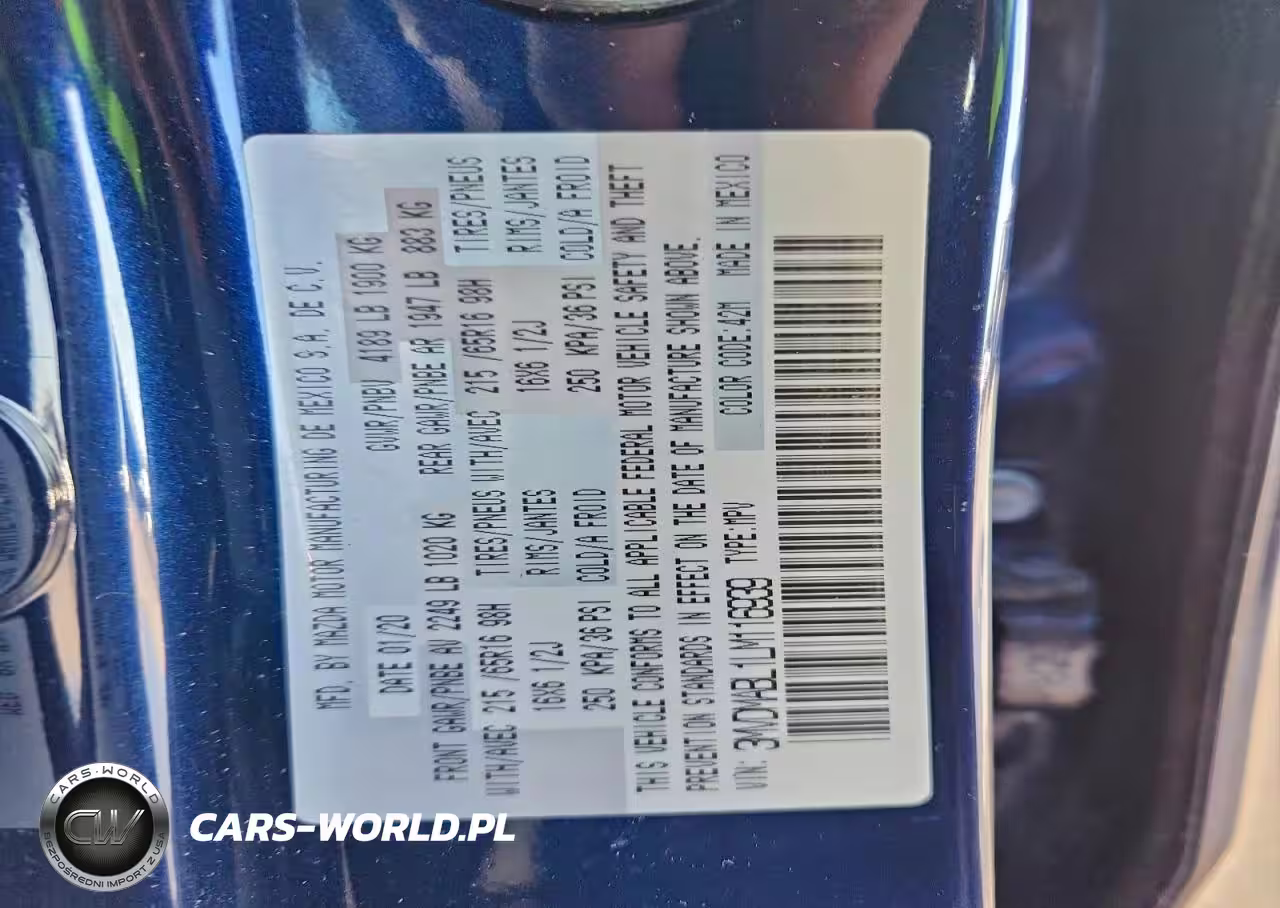 MFD. BY MAZDA MOTOR MANUFACTURING DE MEXICO S.A. DE C.V.
DATE 01/20 GVWR/PNBV 4189 LB 1900 KG
FRONT GAWR/PNBE AV 2249 LB 1020 KG REAR GAWR/PNBE AR 1947 LB 883 KG
WITH/AVEC 215 /65R16 98H TIRES/PNEUS WITH/AVEC 215 /65R16 98H TIRES/PNEUS
16X6 1/2J RIMS/JANTES 16X6 1/2J RIMS/JANTES
250 KPA/36 PSI COLD/A FROID 250 KPA/36 PSI COLD/A FROID
THIS VEHICLE CONFORMS TO ALL APPLICABLE FEDERAL MOTOR VEHICLE SAFETY AND THEFT
PREVENTION STANDARDS IN EFFECT ON THE DATE OF MANUFACTURE SHOWN ABOVE.
VIN: 3MVDMABL1LM116939 TYPE:MPV COLOR CODE:42M MADE IN MEXICO
CARS-WORLD
CW
BEZPOŚREDNI IMPORT Z USA
CARS-WORLD.PL